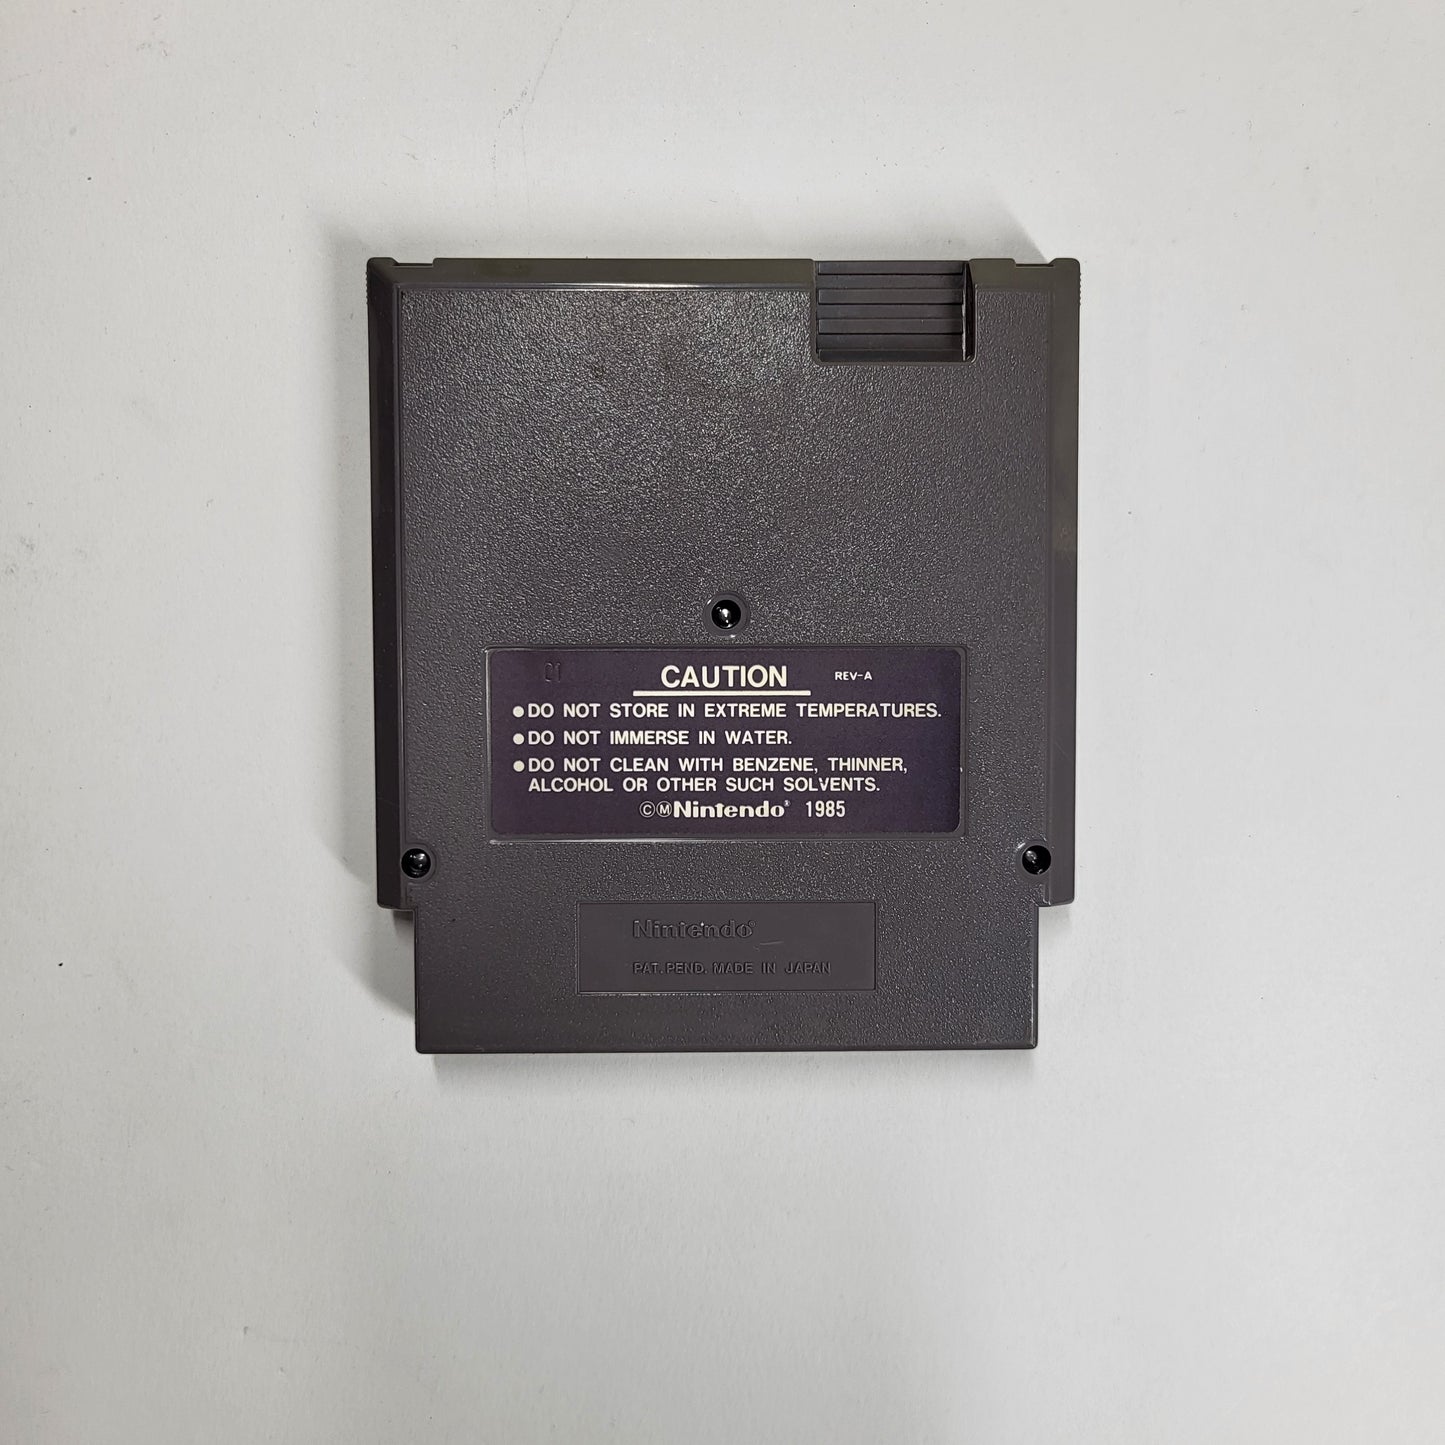 01 CAUTION REV-A
●DO NOT STORE IN EXTREME TEMPERATURES.
●DO NOT IMMERSE IN WATER.
●DO NOT CLEAN WITH BENZENE, THINNER,
ALCOHOL OR OTHER SUCH SOLVENTS.
©ⓂNintendo® 1985
Nintendo®
PAT. PEND. MADE IN JAPAN